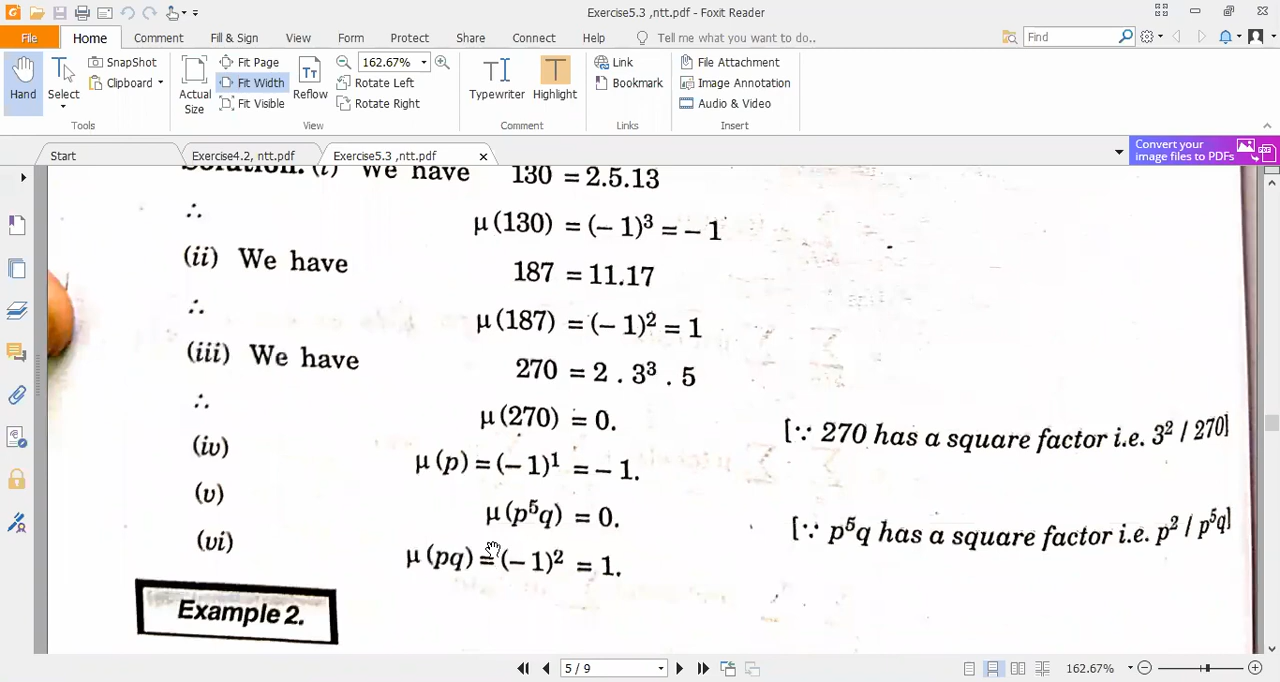 Exercise5.3 ,ntt.pdf - Foxit Reader
File Home Comment Fill & Sign View Form Protect Share Connect Help Tell me what you want to do.. Find
Hand
Select
SnapShot
Clipboard
Tools
Actual Size
Fit Page
Fit Width
Fit Visible
Reflow
162.67%
Rotate Left
Rotate Right
View
Typewriter
Highlight
Comment
Link
Bookmark
Links
File Attachment
Image Annotation
Audio & Video
Insert
Start Exercise4.2, ntt.pdf Exercise5.3 ,ntt.pdf
Convert your
image files to PDFs
Solution. (i) We have 130 = 2.5.13
∴ μ (130) = (– 1)³ = – 1
(ii) We have 187 = 11.17
∴ μ (187) = (– 1)² = 1
(iii) We have 270 = 2 . 3³ . 5
∴ μ (270) = 0. [∵ 270 has a square factor i.e. 3² / 270]
(iv) μ (p) = (– 1)¹ = – 1.
(v) μ (p⁵q) = 0. [∵ p⁵q has a square factor i.e. p² / p⁵q]
(vi) μ (pq) = (– 1)² = 1.
Example 2.
5 / 9 162.67%